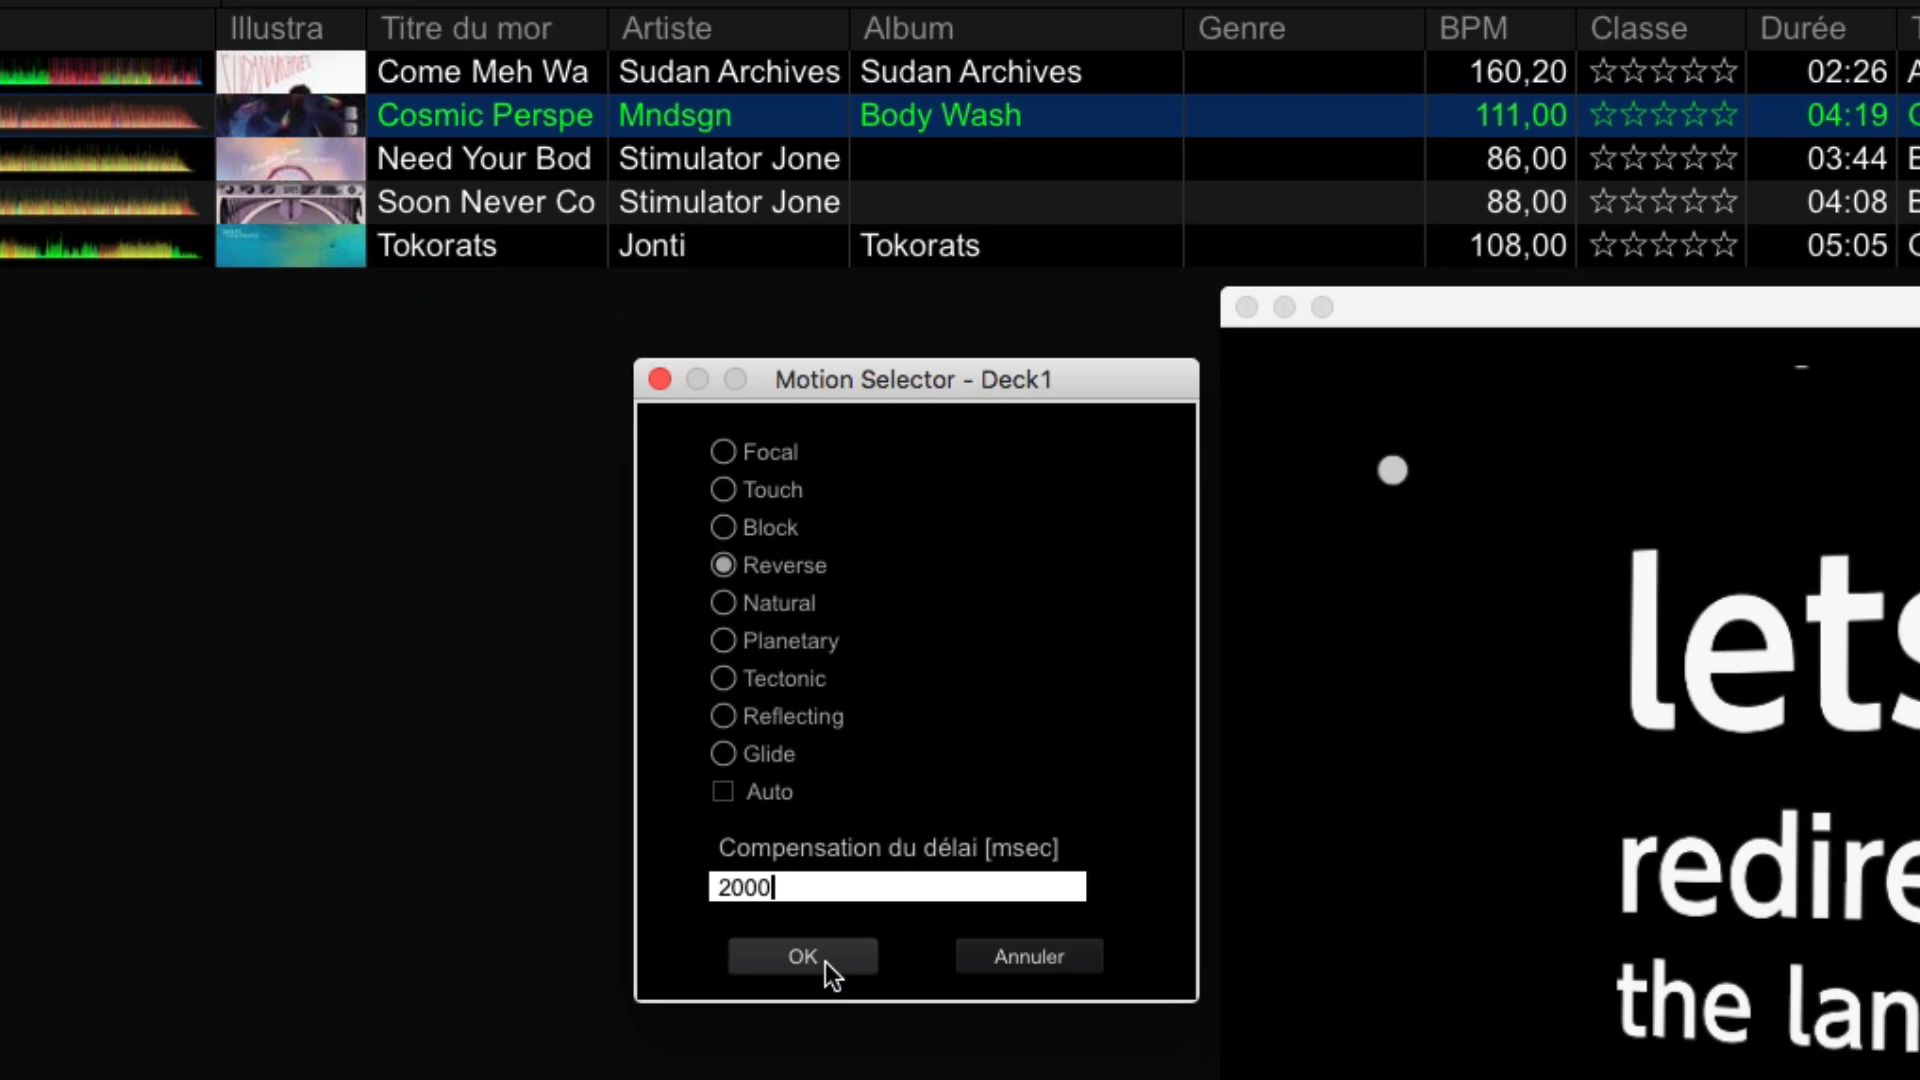 Illustra Titre du mor Artiste Album Genre BPM Classe Durée
Come Meh Wa Sudan Archives Sudan Archives 160,20 ☆☆☆☆☆ 02:26
Cosmic Perspe Mndsgn Body Wash 111,00 ☆☆☆☆☆ 04:19
Need Your Bod Stimulator Jone 86,00 ☆☆☆☆☆ 03:44
Soon Never Co Stimulator Jone 88,00 ☆☆☆☆☆ 04:08
Tokorats Jonti Tokorats 108,00 ☆☆☆☆☆ 05:05
Motion Selector - Deck1
Focal
Touch
Block
Reverse
Natural
Planetary
Tectonic
Reflecting
Glide
Auto
Compensation du délai [msec]
2000
OK Annuler
lets
redire
the lan